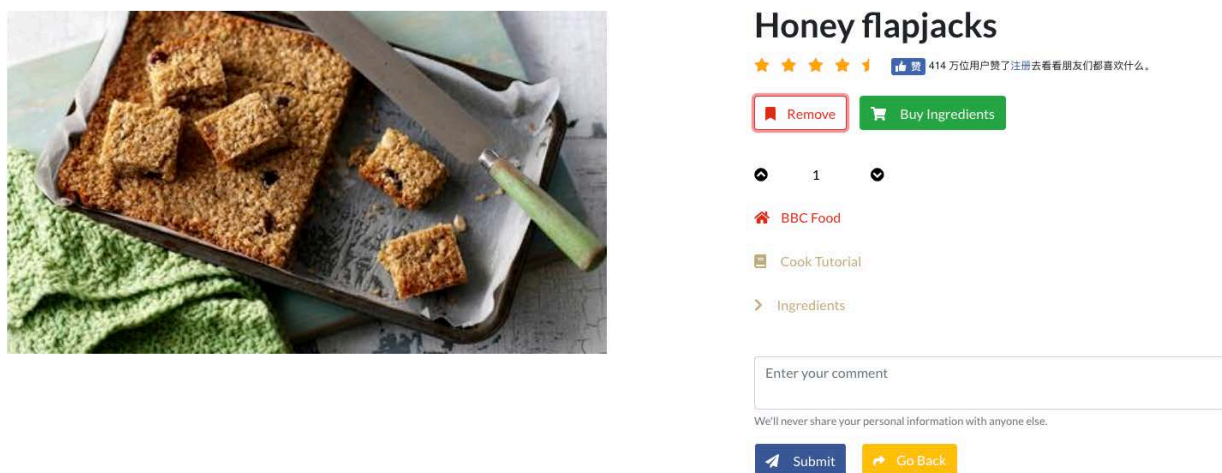 Honey flapjacks
赞 414 万位用户赞了注册去看看朋友们都喜欢什么。
Remove Buy Ingredients
1
BBC Food
Cook Tutorial
Ingredients
Enter your comment
We'll never share your personal information with anyone else.
Submit Go Back